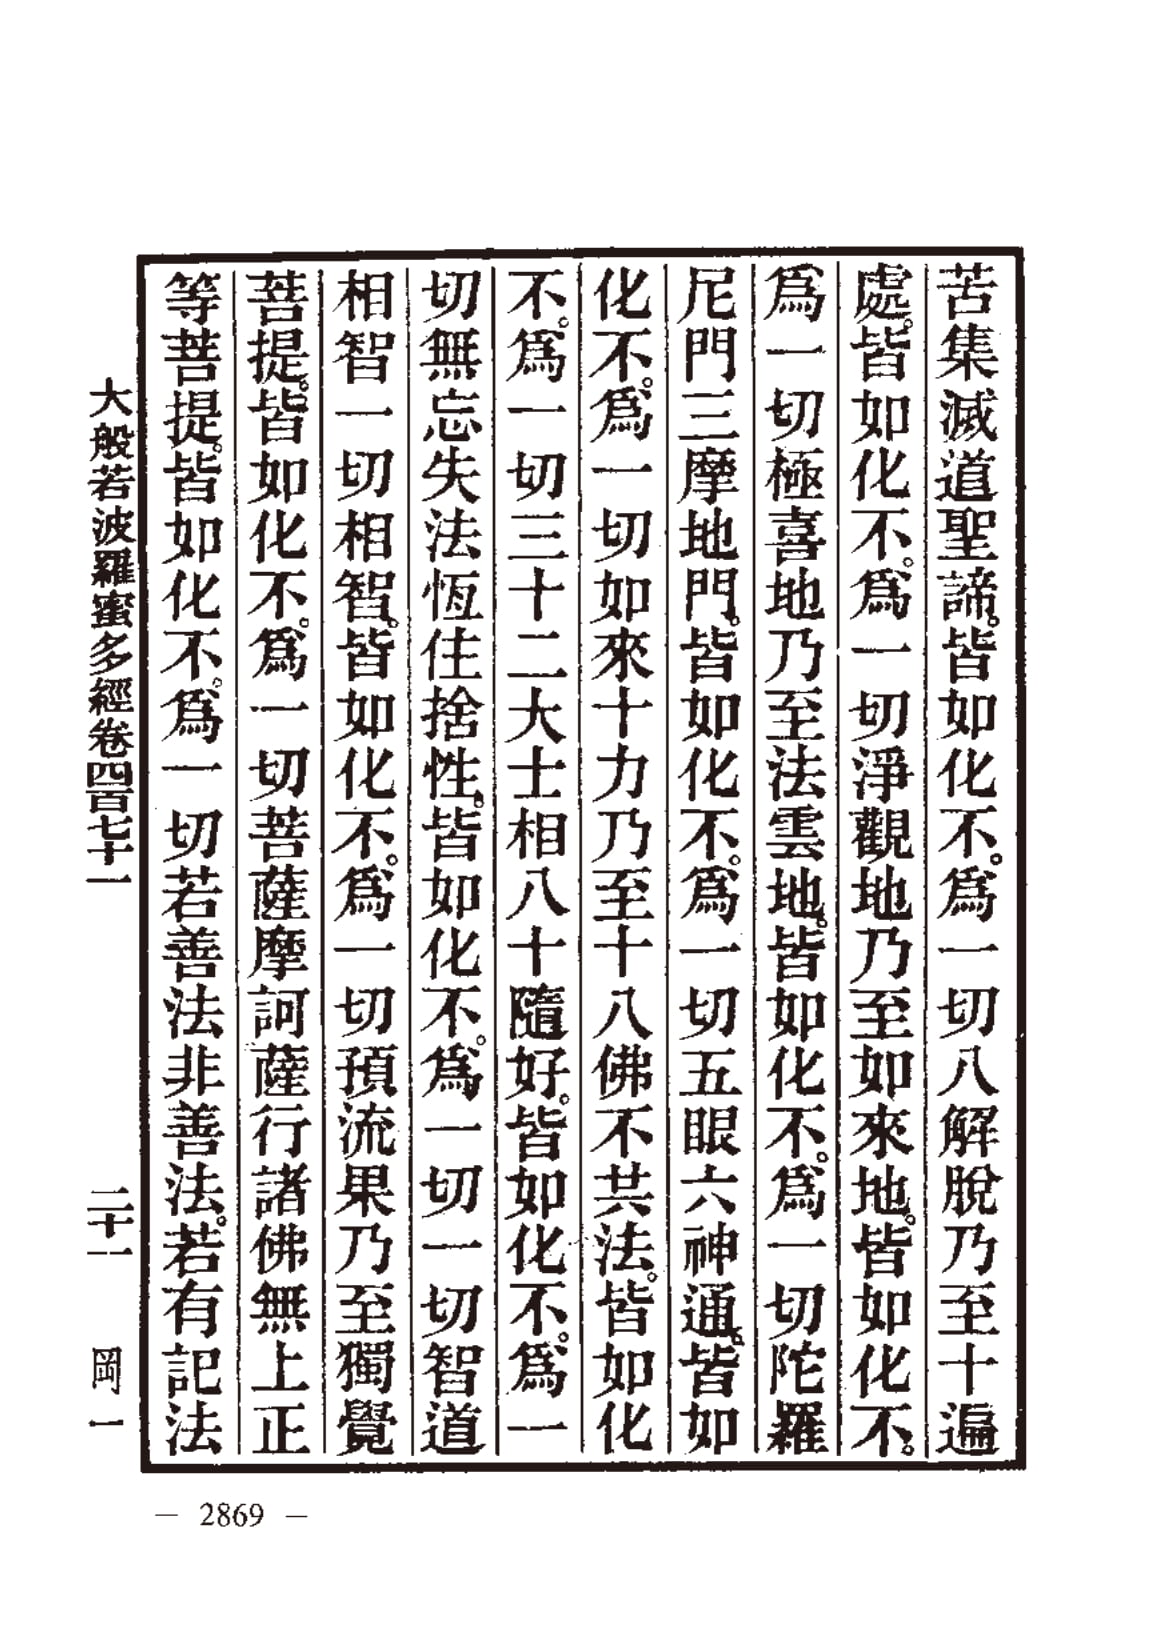 苦集滅道聖諦。皆如化不。爲一切八解脫乃至十遍
處。皆如化不。爲一切淨觀地乃至如來地。皆如化不。
爲一切極喜地乃至法雲地。皆如化不。爲一切陀羅
尼門三摩地門。皆如化不。爲一切五眼六神通。皆如
化不。爲一切如來十力乃至十八佛不共法。皆如化
不。爲一切三十二大士相八十隨好。皆如化不。爲一
切無忘失法恆住捨性。皆如化不。爲一切一切智道
相智一切相智。皆如化不。爲一切預流果乃至獨覺
菩提。皆如化不。爲一切菩薩摩訶薩行諸佛無上正
等菩提。皆如化不。爲一切若善法非善法。若有記法
大般若波羅蜜多經卷四百七十一 二十一 岡一
— 2869 —